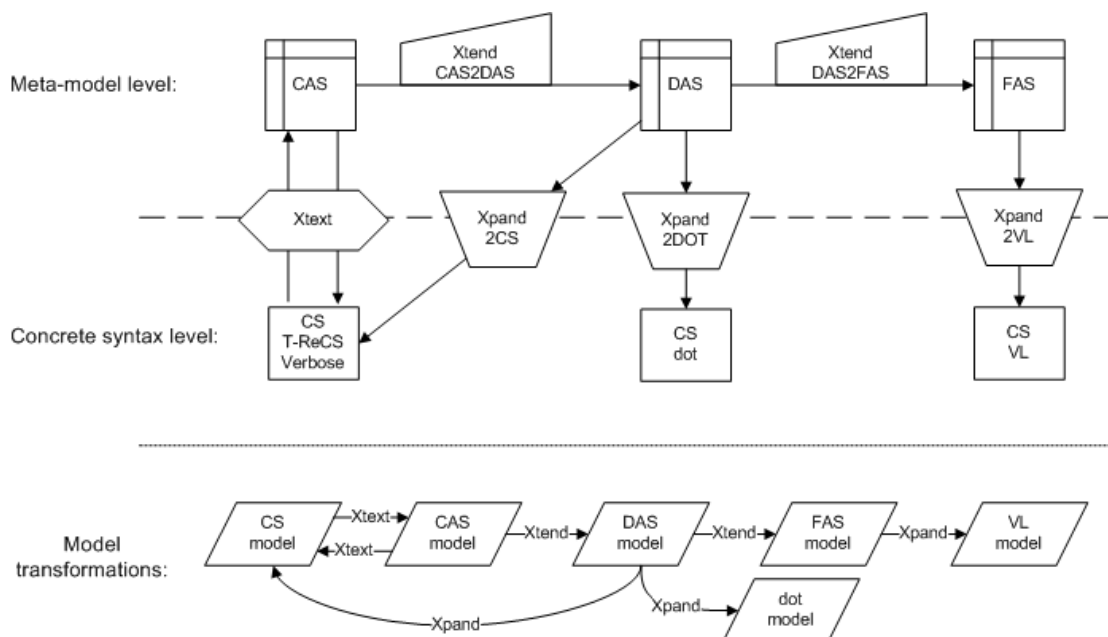 Xtend
CAS2DAS
Xtend
DAS2FAS
Meta-model level:
CAS
DAS
FAS
Xtext
Xpand
2CS
Xpand
2DOT
Xpand
2VL
Concrete syntax level:
CS
T-ReCS
Verbose
CS
dot
CS
VL
Model
transformations:
CS
model
Xtext
Xtext
CAS
model
Xtend
DAS
model
Xtend
FAS
model
Xpand
VL
model
Xpand
Xpand
dot
model